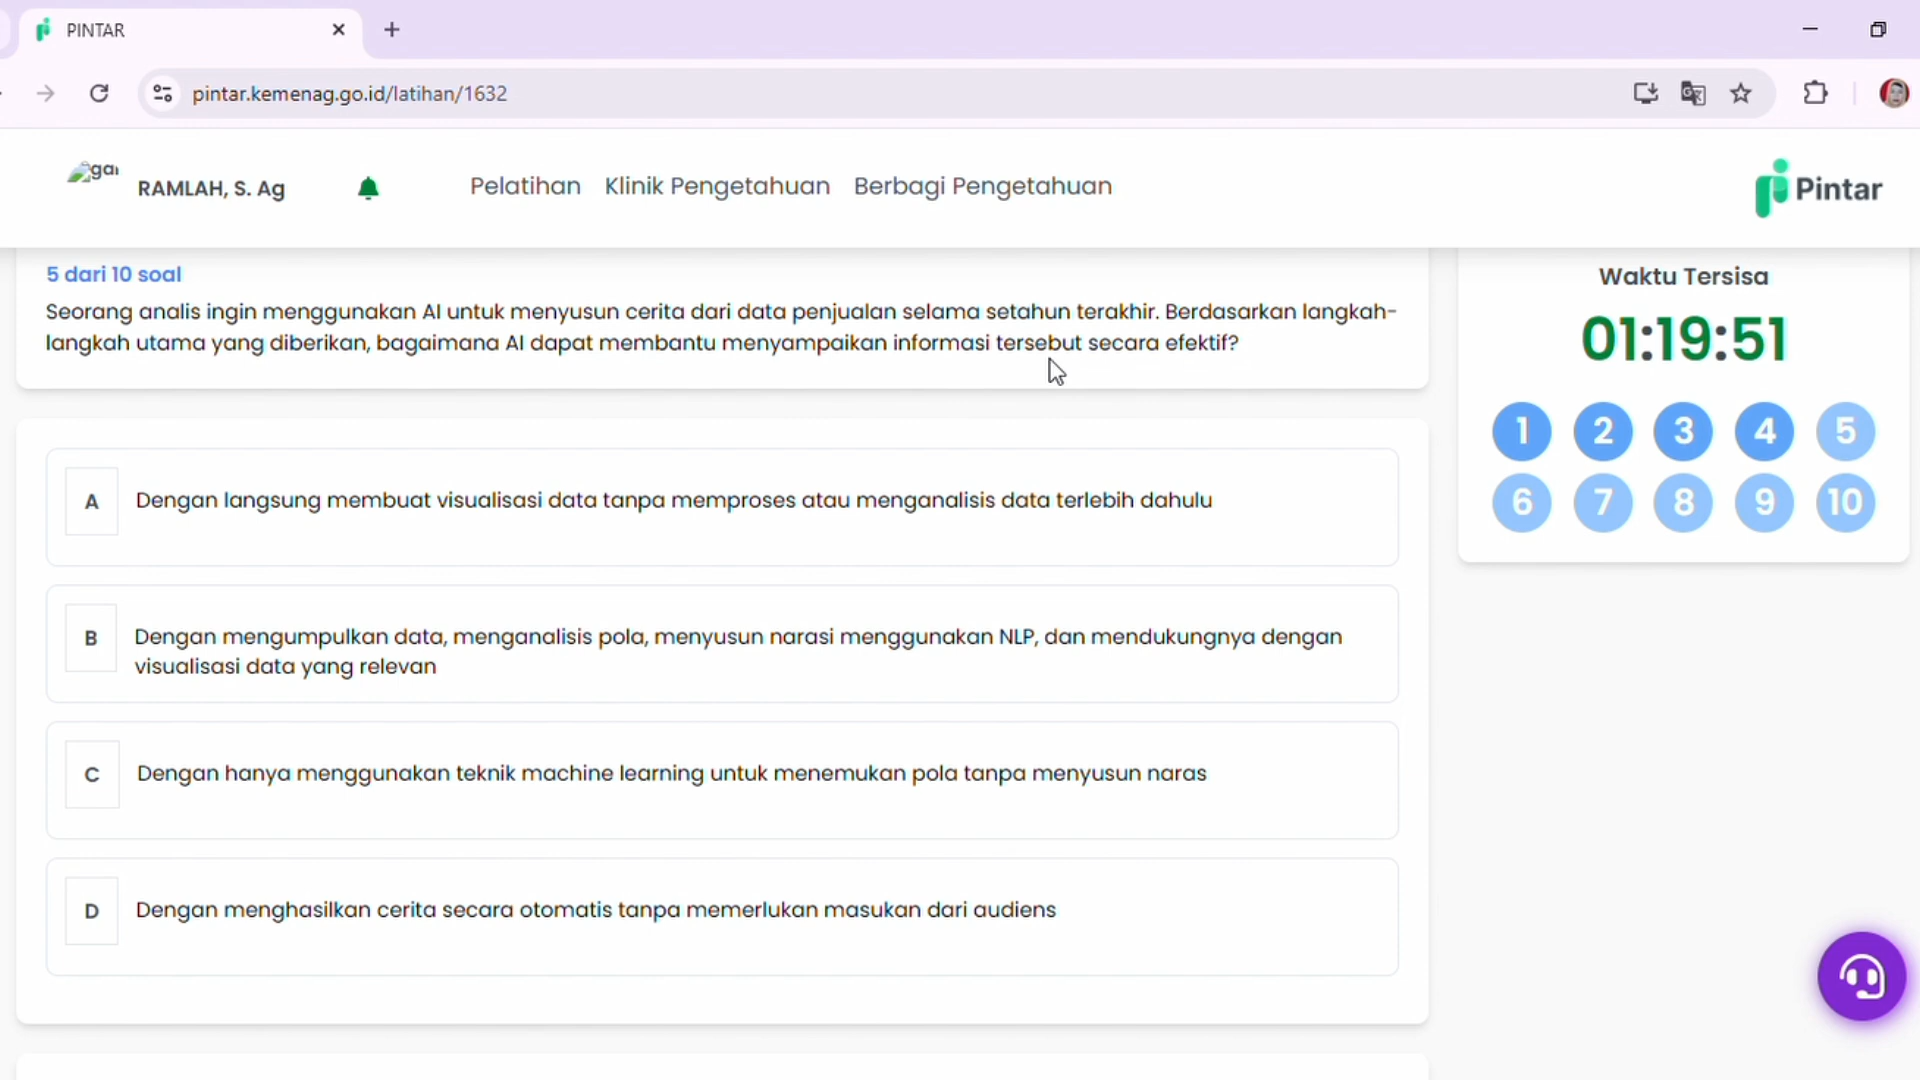 PINTAR
pintar.kemenag.go.id/latihan/1632
RAMLAH, S. Ag
Pelatihan
Klinik Pengetahuan
Berbagi Pengetahuan
Pintar
5 dari 10 soal
Seorang analis ingin menggunakan AI untuk menyusun cerita dari data penjualan selama setahun terakhir. Berdasarkan langkah-
langkah utama yang diberikan, bagaimana AI dapat membantu menyampaikan informasi tersebut secara efektif?
A
Dengan langsung membuat visualisasi data tanpa memproses atau menganalisis data terlebih dahulu
B
Dengan mengumpulkan data, menganalisis pola, menyusun narasi menggunakan NLP, dan mendukungnya dengan
visualisasi data yang relevan
C
Dengan hanya menggunakan teknik machine learning untuk menemukan pola tanpa menyusun naras
D
Dengan menghasilkan cerita secara otomatis tanpa memerlukan masukan dari audiens
Waktu Tersisa
01:19:51
1 2 3 4 5
6 7 8 9 10